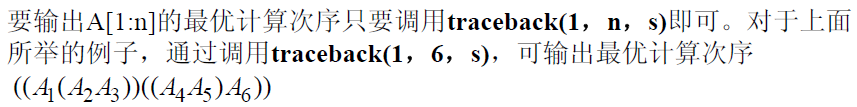 要输出A[1:n]的最优计算次序只要调用traceback(1，n，s)即可。对于上面
所举的例子，通过调用traceback(1，6，s)，可输出最优计算次序
((A₁(A₂A₃))((A₄A₅)A₆))